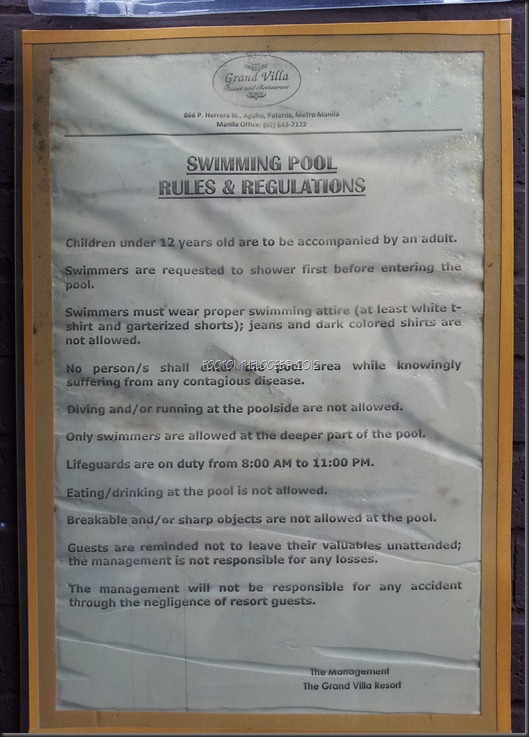 Grand Villa
Resort and Restaurant
866 P. Herrera St., Aguho, Pateros, Metro Manila
Manila Office: (02) 642-7122
SWIMMING POOL
RULES & REGULATIONS
Children under 12 years old are to be accompanied by an adult.
Swimmers are requested to shower first before entering the
pool.
Swimmers must wear proper swimming attire (at least white t-
shirt and garterized shorts); jeans and dark colored shirts are
not allowed.
No person/s shall the pool area while knowingly
suffering from any contagious disease.
Diving and/or running at the poolside are not allowed.
Only swimmers are allowed at the deeper part of the pool.
Lifeguards are on duty from 8:00 AM to 11:00 PM.
Eating/drinking at the pool is not allowed.
Breakable and/or sharp objects are not allowed at the pool.
Guests are reminded not to leave their valuables unattended;
the management is not responsible for any losses.
The management will not be responsible for any accident
through the negligence of resort guests.
The Management
The Grand Villa Resort